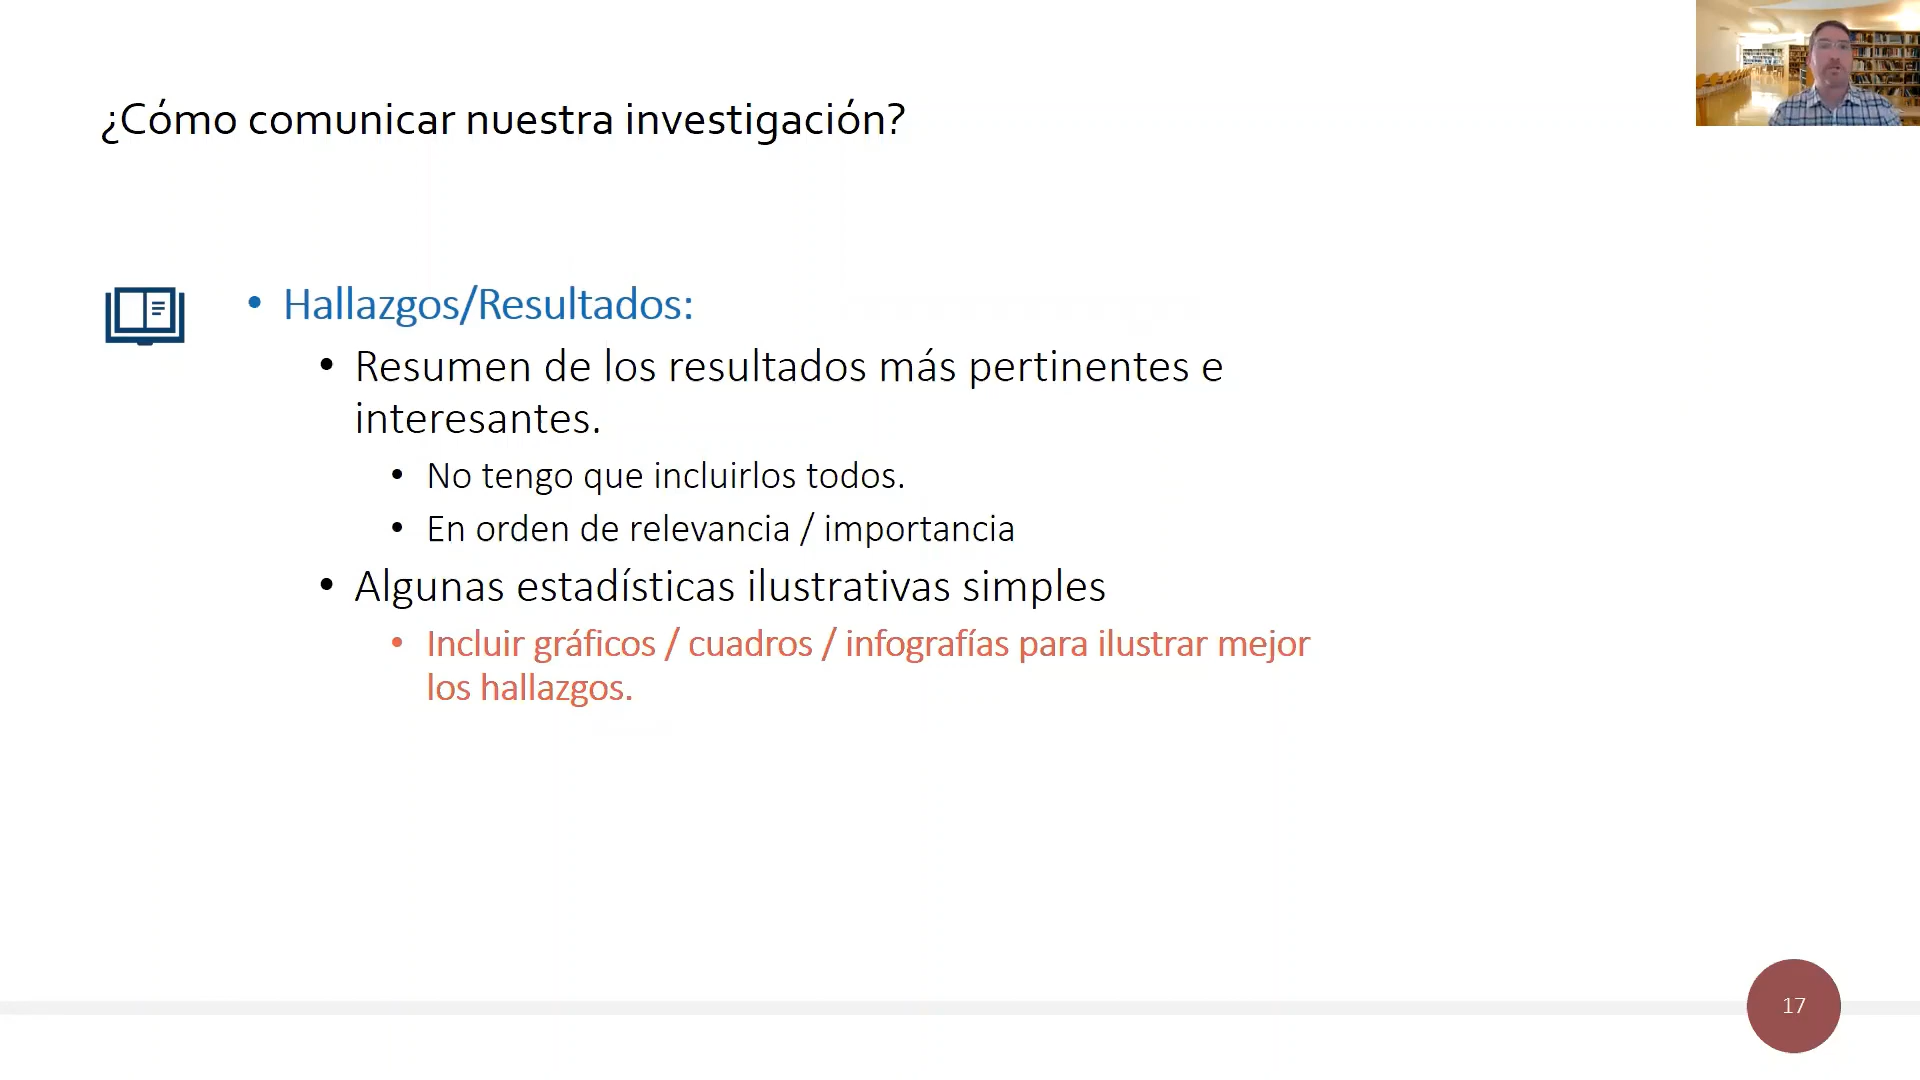 ¿Cómo comunicar nuestra investigación?
• Hallazgos/Resultados:
• Resumen de los resultados más pertinentes e
interesantes.
• No tengo que incluirlos todos.
• En orden de relevancia / importancia
• Algunas estadísticas ilustrativas simples
• Incluir gráficos / cuadros / infografías para ilustrar mejor
los hallazgos.
17